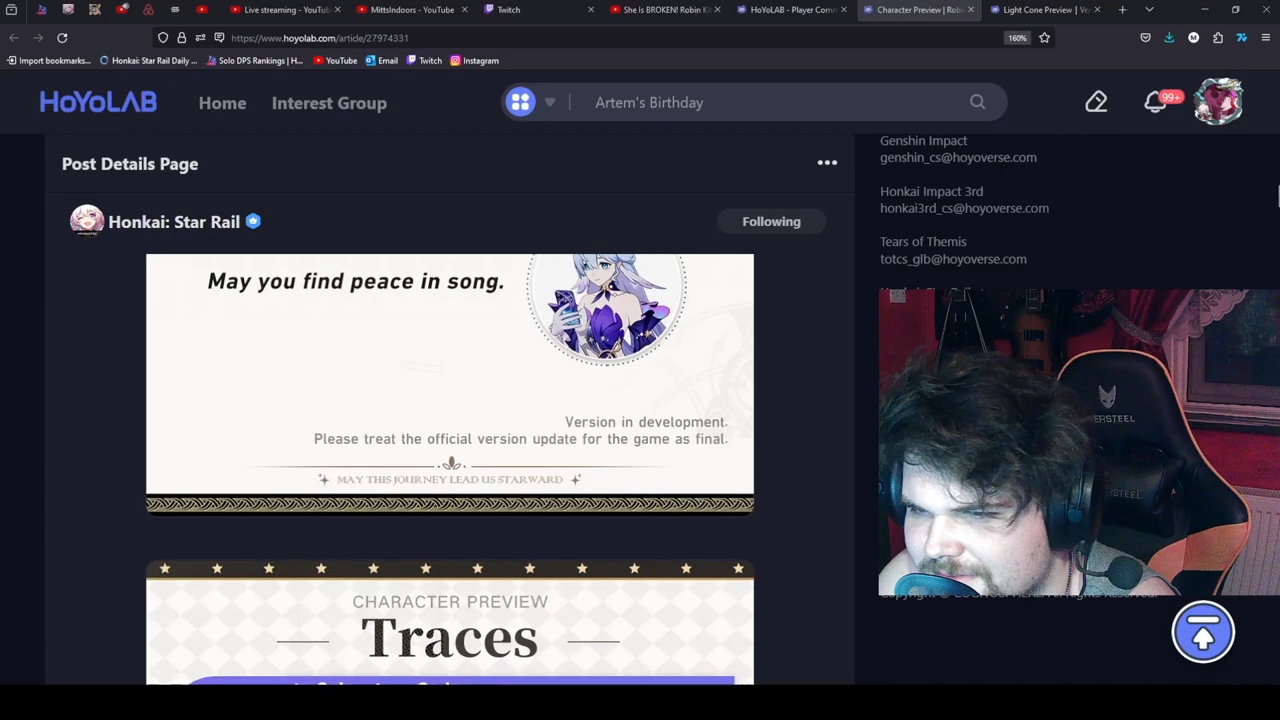 Live streaming - YouTub
MittsIndoors - YouTube
Twitch
She Is BROKEN! Robin Ki
HoYoLAB - Player Comm
Character Preview | Rob
Light Cone Preview | Ve
https://www.hoyolab.com/article/27974331
160%
Import bookmarks...
Honkai: Star Rail Daily ...
Solo DPS Rankings | H...
YouTube
Email
Twitch
Instagram
HoYoLAB
Home
Interest Group
Artem's Birthday
99+
Post Details Page
Honkai: Star Rail
Following
May you find peace in song.
Version in development.
Please treat the official version update for the game as final.
MAY THIS JOURNEY LEAD US STARWARD
CHARACTER PREVIEW
Traces
Genshin Impact
genshin_cs@hoyoverse.com
Honkai Impact 3rd
honkai3rd_cs@hoyoverse.com
Tears of Themis
totcs_glb@hoyoverse.com
ERSTEEL
ERSTEEL